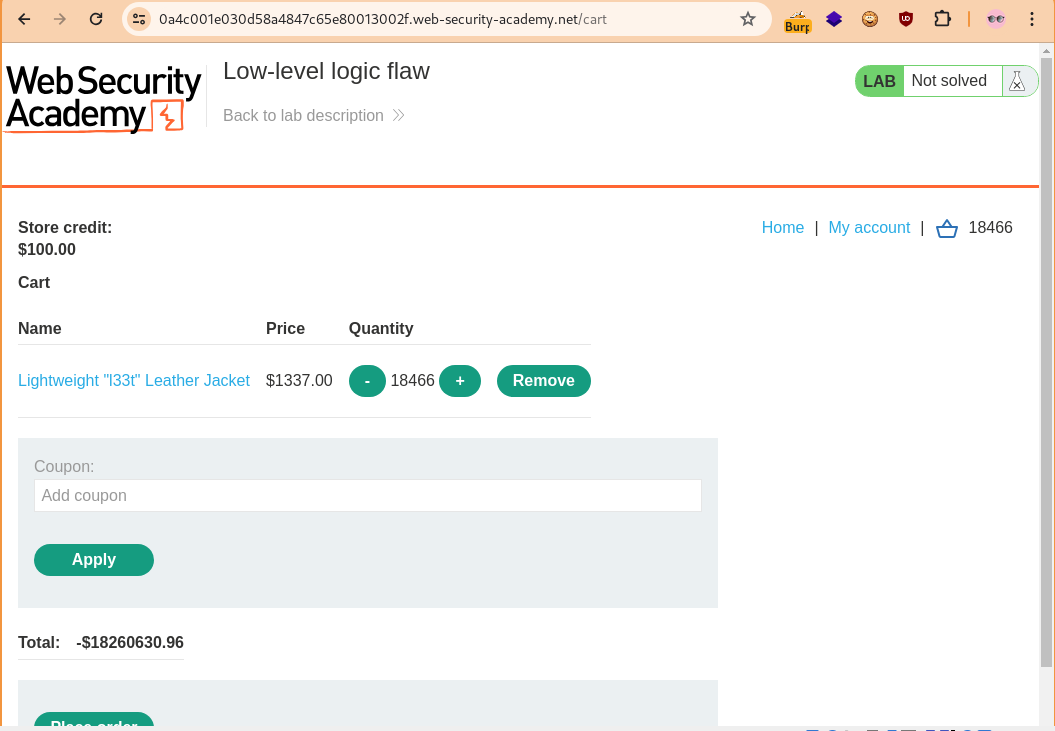 0a4c001e030d58a4847c65e80013002f.web-security-academy.net/cart
Burp
Web Security
Academy
Low-level logic flaw
Back to lab description
LAB Not solved
Store credit:
$100.00
Home | My account | 18466
Cart
Name Price Quantity
Lightweight "l33t" Leather Jacket $1337.00 - 18466 + Remove
Coupon:
Add coupon
Apply
Total: -$18260630.96
Place order